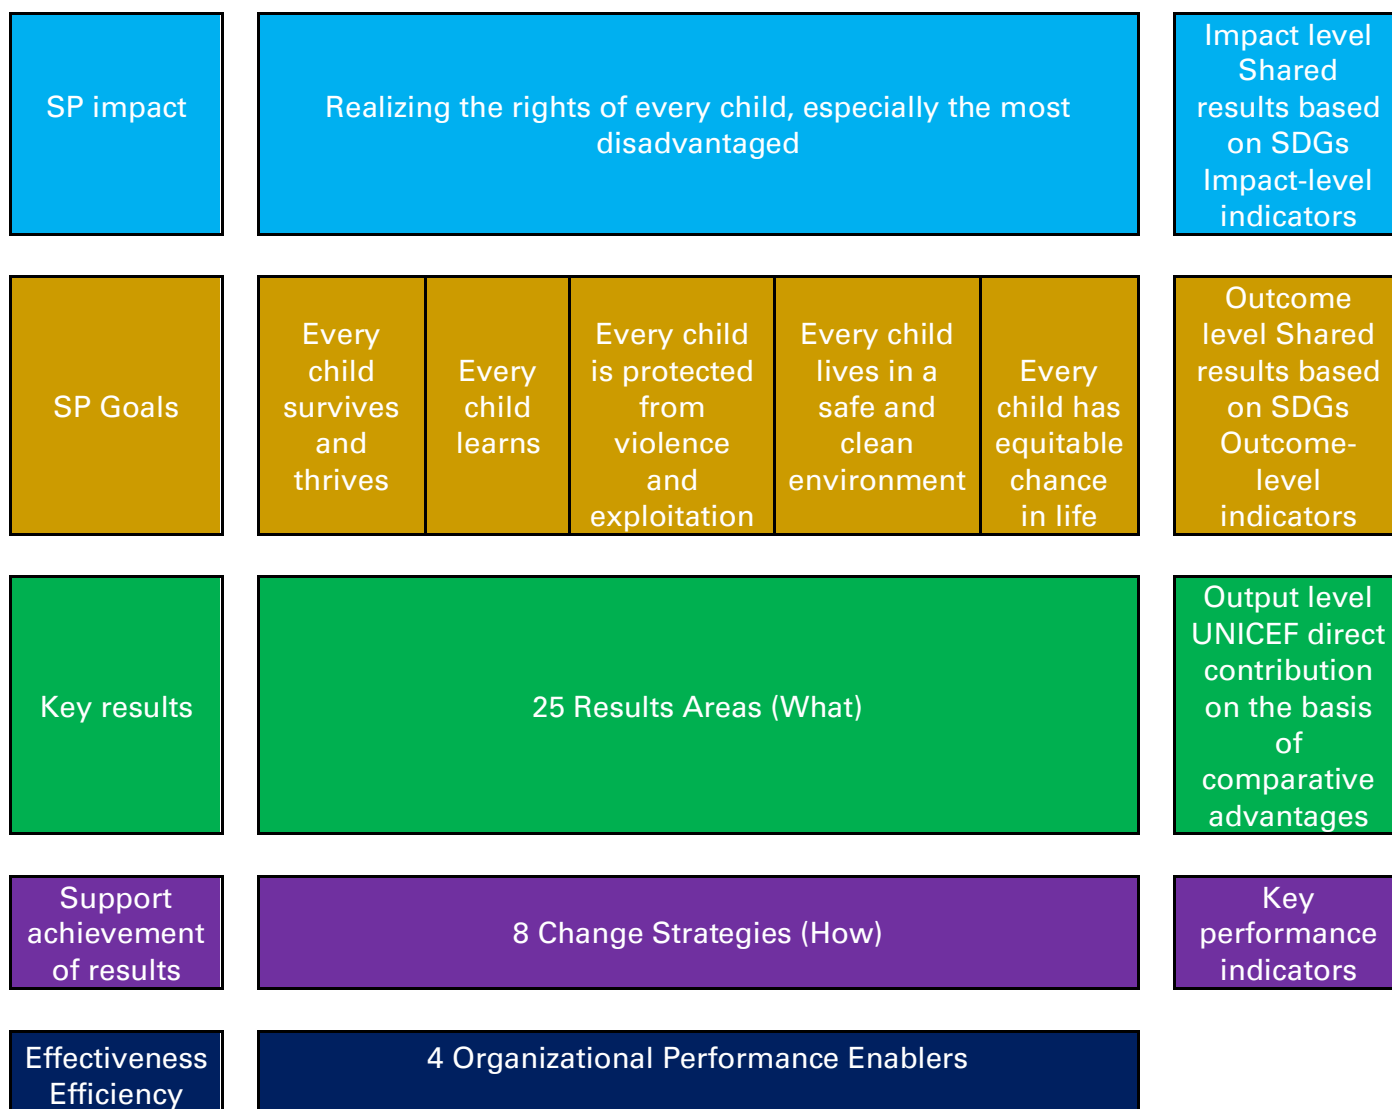 SP impact
Realizing the rights of every child, especially the most
disadvantaged
Impact level
Shared
results based
on SDGs
Impact-level
indicators
SP Goals
Every
child
survives
and
thrives
Every
child
learns
Every child
is protected
from
violence
and
exploitation
Every child
lives in a
safe and
clean
environment
Every
child has
equitable
chance
in life
Outcome
level Shared
results based
on SDGs
Outcome-
level
indicators
Key results
25 Results Areas (What)
Output level
UNICEF direct
contribution
on the basis
of
comparative
advantages
Support
achievement
of results
8 Change Strategies (How)
Key
performance
indicators
Effectiveness
Efficiency
4 Organizational Performance Enablers